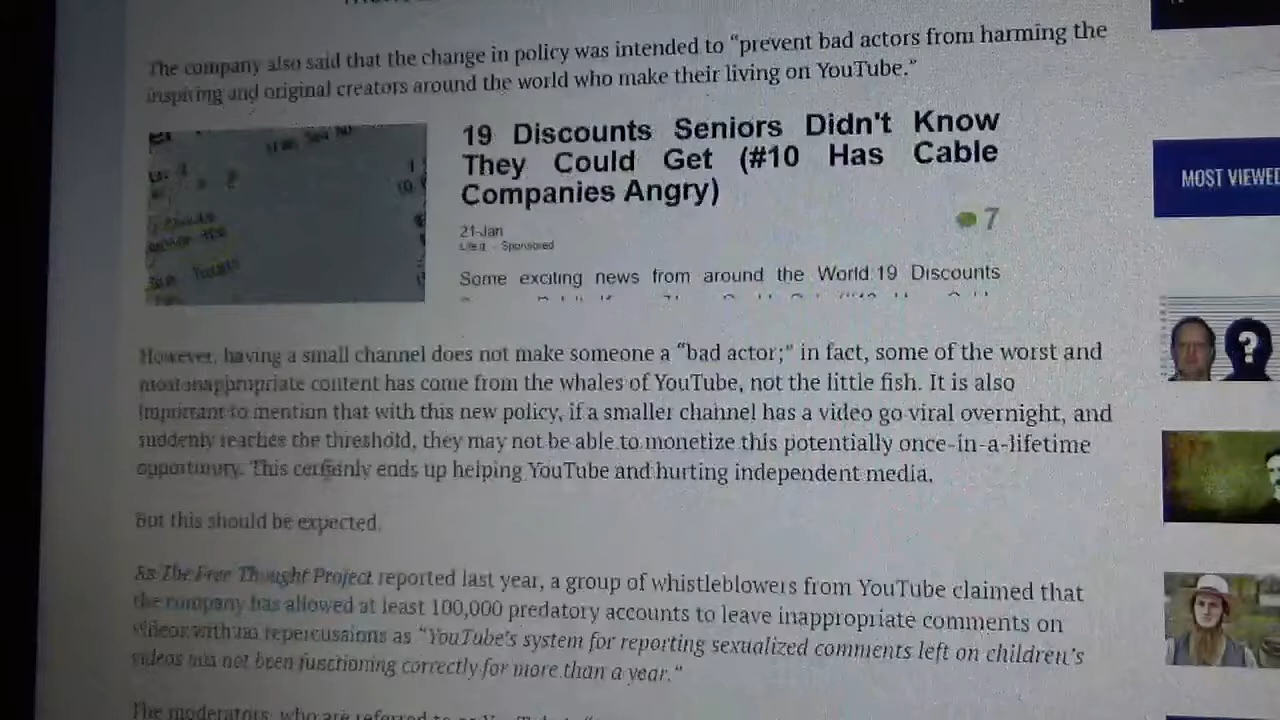 The company also said that the change in policy was intended to “prevent bad actors from harming the
inspiring and original creators around the world who make their living on YouTube.”
19 Discounts Seniors Didn't Know
They Could Get (#10 Has Cable
Companies Angry)
7
21-Jan
Sponsored
Some exciting news from around the World 19 Discounts
MOST VIEWED
However, having a small channel does not make someone a “bad actor;” in fact, some of the worst and
most inappropriate content has come from the whales of YouTube, not the little fish. It is also
important to mention that with this new policy, if a smaller channel has a video go viral overnight, and
suddenly reaches the threshold, they may not be able to monetize this potentially once-in-a-lifetime
opportunity. This certainly ends up helping YouTube and hurting independent media.
But this should be expected.
?
As The Free Thought Project reported last year, a group of whistleblowers from YouTube claimed that
the company has allowed at least 100,000 predatory accounts to leave inappropriate comments on
videos with no repercussions as “YouTube's system for reporting sexualized comments left on children's
videos has not been functioning correctly for more than a year.”
The moderators, who are referred to as